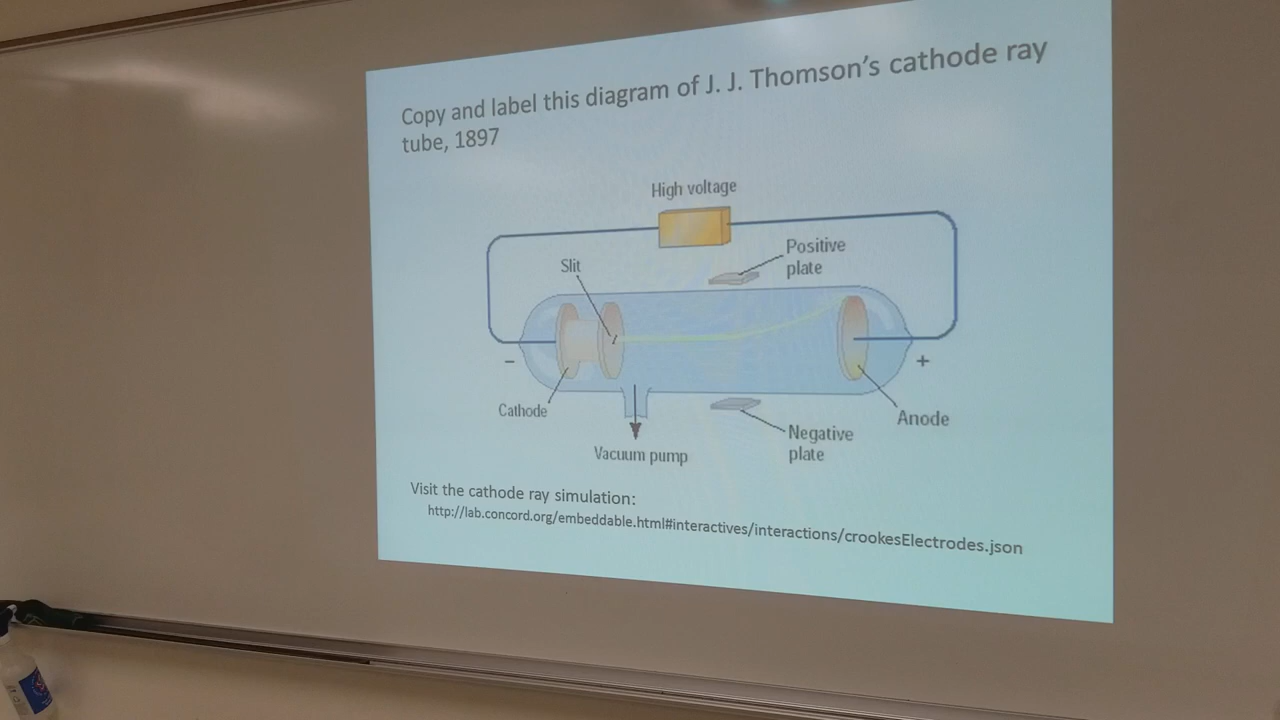 Copy and label this diagram of J. J. Thomson's cathode ray
tube, 1897
High voltage
Positive
plate
Slit
−
+
Cathode
Anode
Negative
plate
Vacuum pump
Visit the cathode ray simulation:
http://lab.concord.org/embeddable.html#interactives/interactions/crookesElectrodes.json